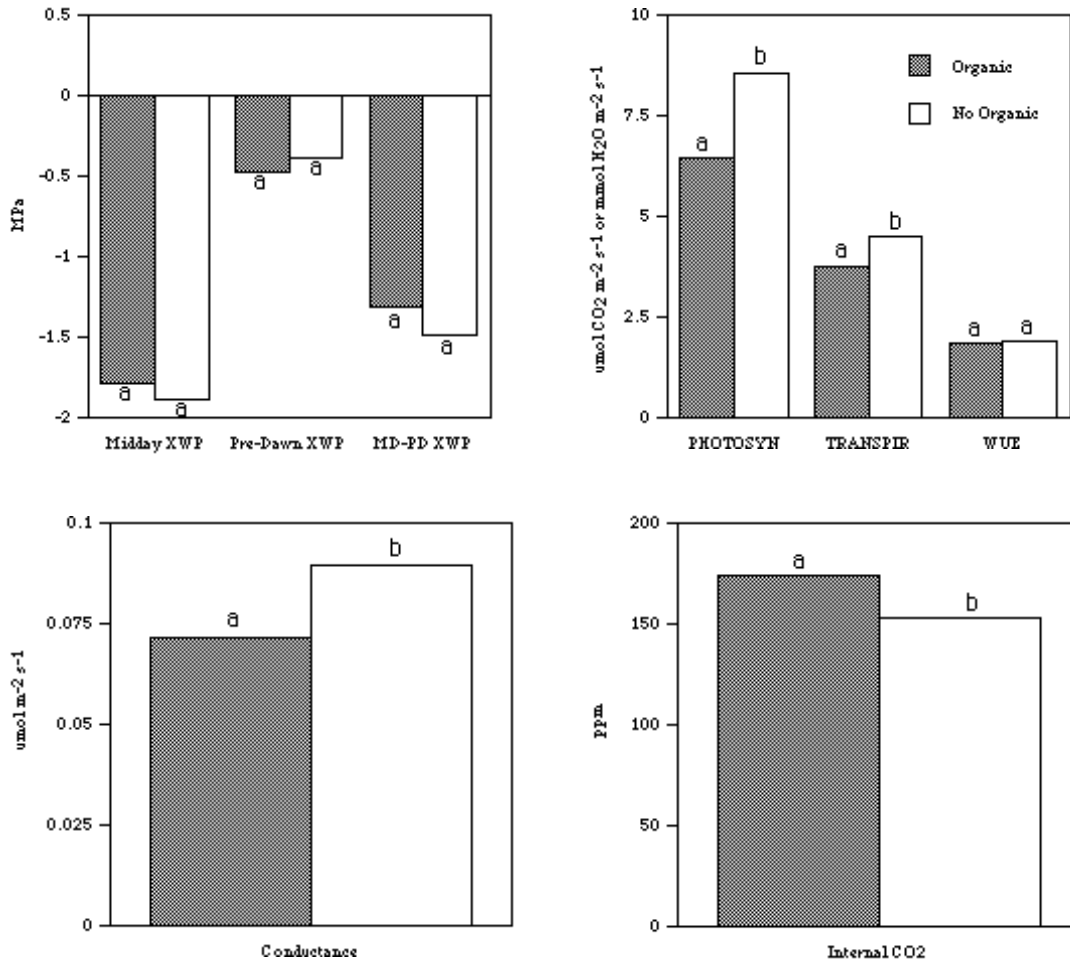 0.5
0
-0.5
-1
-1.5
-2
MPa
a
a
a
a
a
a
Midday XWP
Pre-Dawn XWP
MD-PD XWP
10
7.5
5
2.5
0
umol CO2 m-2 s-1 or mmol H2O m-2 s-1
Organic
No Organic
a
b
a
b
a
a
PHOTOSYN
TRANSPIR
WUE
0.1
0.075
0.05
0.025
0
umol m-2 s-1
a
b
Conductance
200
150
100
50
0
ppm
a
b
Internal CO2